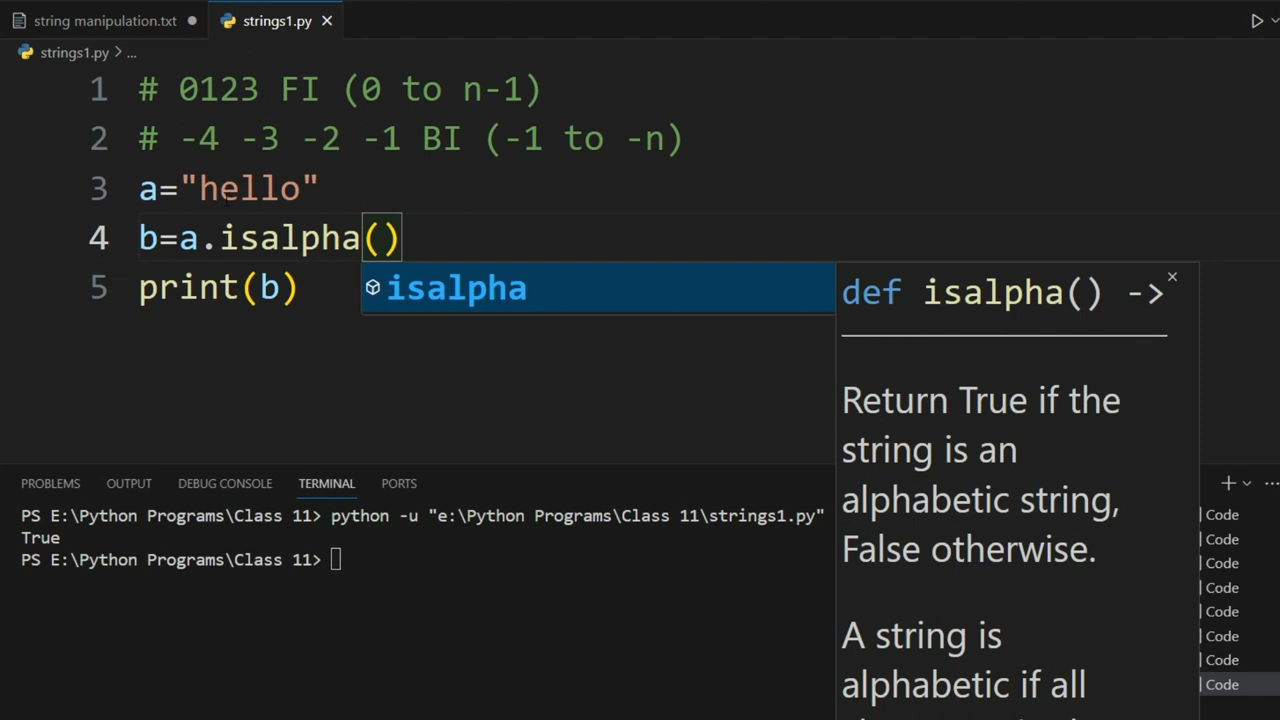 string manipulation.txt
strings1.py
strings1.py > ...
1 # 0123 FI (0 to n-1)
2 # -4 -3 -2 -1 BI (-1 to -n)
3 a="hello"
4 b=a.isalpha()
5 print(b)
isalpha
def isalpha() ->
Return True if the
string is an
alphabetic string,
False otherwise.
A string is
alphabetic if all
PROBLEMS OUTPUT DEBUG CONSOLE TERMINAL PORTS
PS E:\Python Programs\Class 11> python -u "e:\Python Programs\Class 11\strings1.py"
True
PS E:\Python Programs\Class 11>
Code
Code
Code
Code
Code
Code
Code
Code